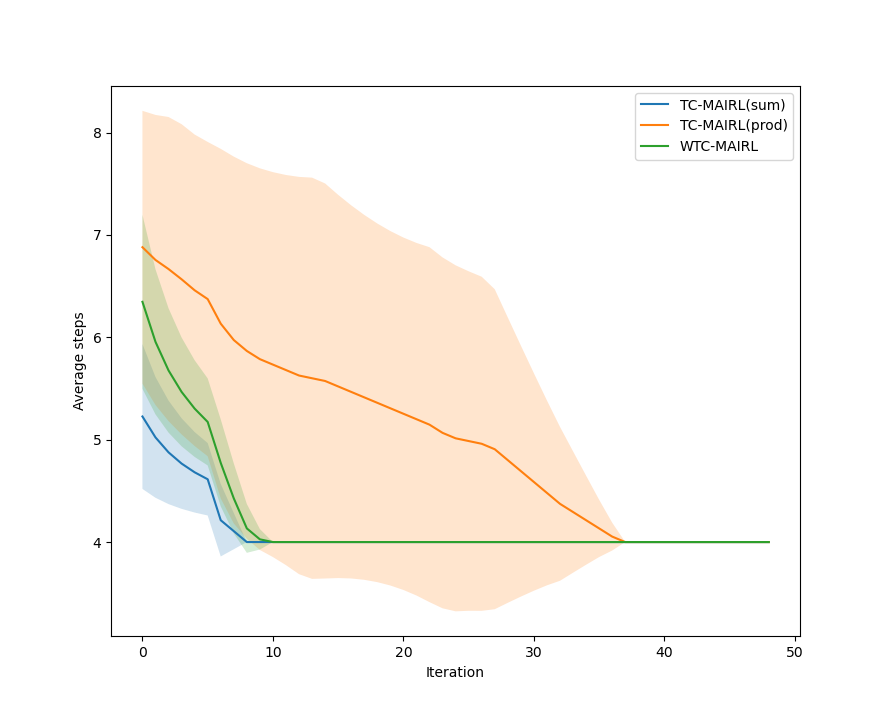 TC-MAIRL(sum)
TC-MAIRL(prod)
WTC-MAIRL
8
7
6
5
4
Average steps
0 10 20 30 40 50
Iteration